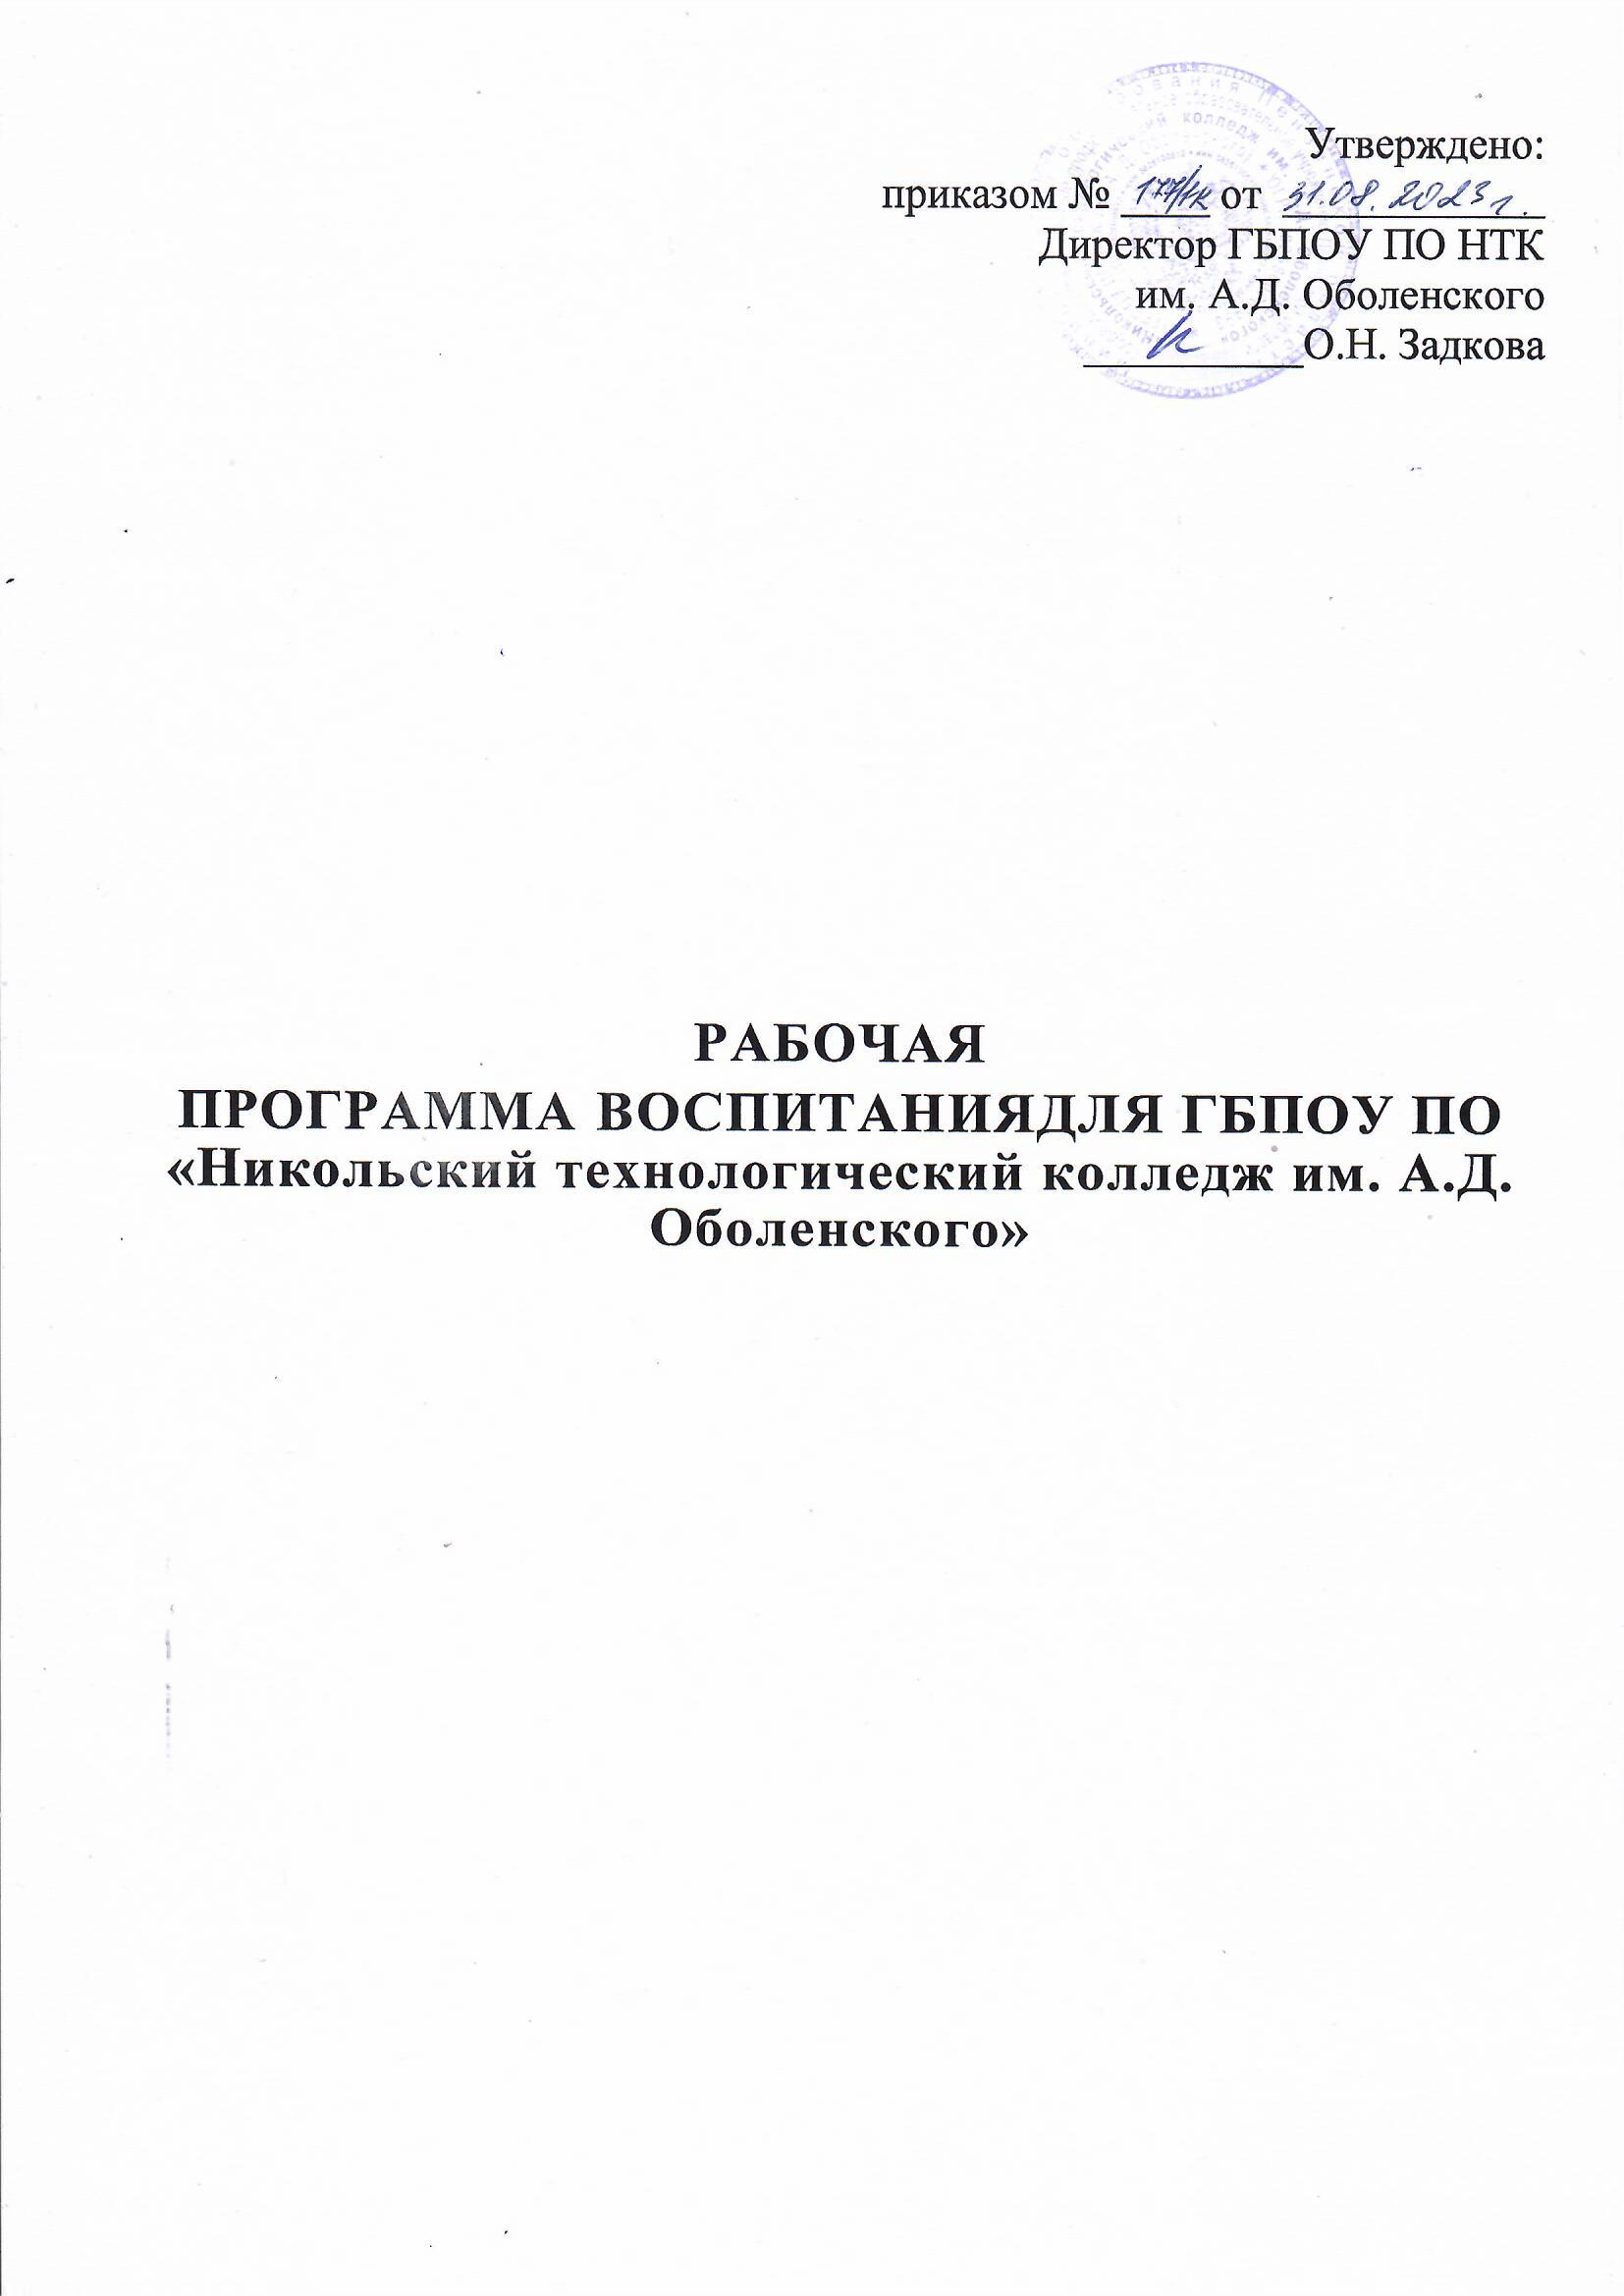 Утверждено:
приказом № 177/1к от 31.08.2023г.
Директор ГБПОУ ПО НТК
им. А.Д. Оболенского
О.Н. Задкова
РАБОЧАЯ
ПРОГРАММА ВОСПИТАНИЯДЛЯ ГБПОУ ПО
«Никольский технологический колледж им. А.Д.
Оболенского»